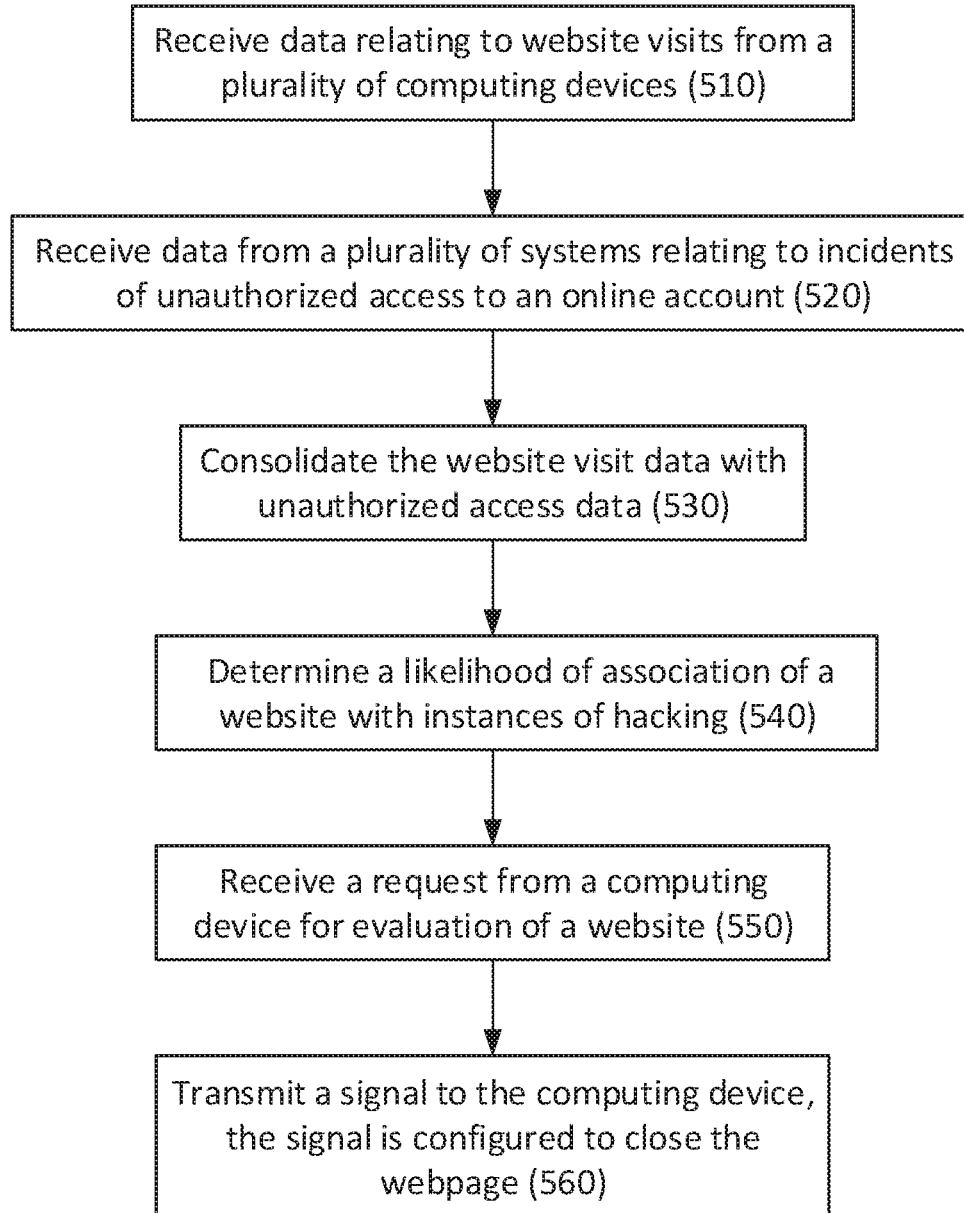 Receive data relating to website visits from a
plurality of computing devices (510)
Receive data from a plurality of systems relating to incidents
of unauthorized access to an online account (520)
Consolidate the website visit data with
unauthorized access data (530)
Determine a likelihood of association of a
website with instances of hacking (540)
Receive a request from a computing
device for evaluation of a website (550)
Transmit a signal to the computing device,
the signal is configured to close the
webpage (560)